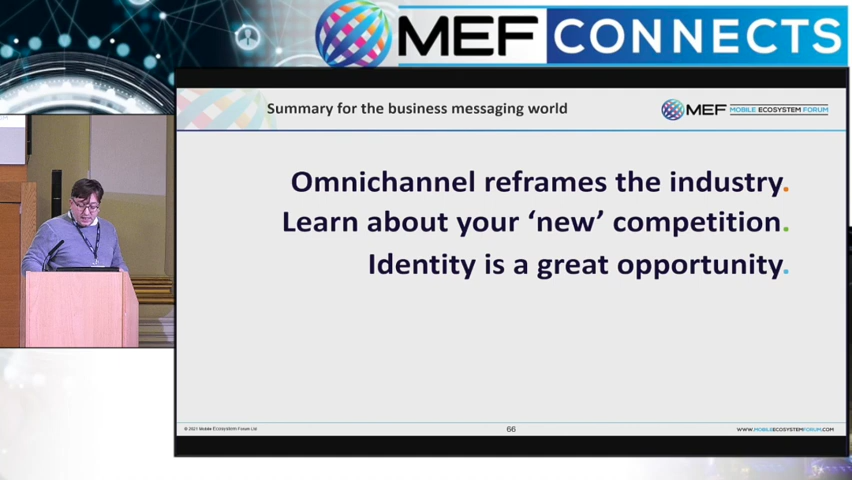 MEF CONNECTS
Summary for the business messaging world
MEF MOBILE ECOSYSTEM FORUM
Omnichannel reframes the industry.
Learn about your ‘new’ competition.
Identity is a great opportunity.
© 2021 Mobile Ecosystem Forum Ltd
66
WWW.MOBILEECOSYSTEMFORUM.COM